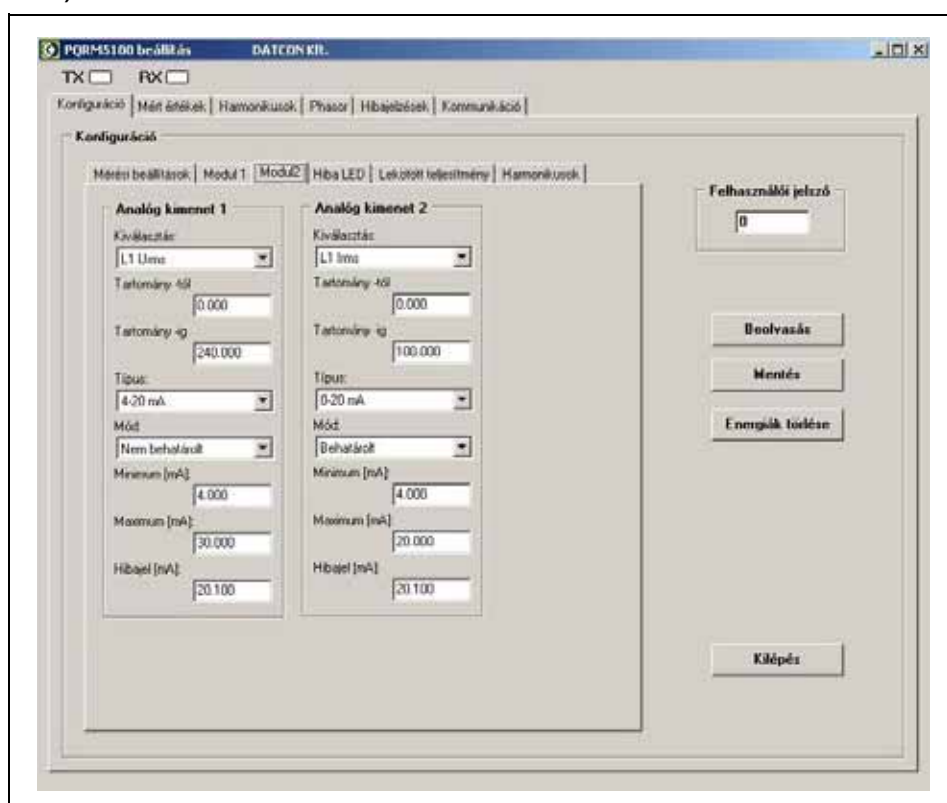 PQRM5100 beállítás DATCON Kft.
TX RX
Konfiguráció Mért értékek Harmonikusok Phasor Hibajelzések Kommunikáció
Konfiguráció
Mérési beállítások Modul 1 Modul2 Hiba LED Lekötött teljesítmény Harmonikusok
Felhasználói jelszó
0
Analóg kimenet 1
Kiválasztás:
L1 Urms
Tartomány -tól
0.000
Tartomány -ig
240.000
Típus:
4-20 mA
Mód:
Nem behatárolt
Minimum [mA]:
4.000
Maximum [mA]:
30.000
Hibajel [mA]:
20.100
Analóg kimenet 2
Kiválasztás:
L1 Irms
Tartomány -tól
0.000
Tartomány -ig
100.000
Típus:
0-20 mA
Mód:
Behatárolt
Minimum [mA]:
4.000
Maximum [mA]:
20.000
Hibajel [mA]:
20.100
Beolvasás
Mentés
Energiák törlése
Kilépés